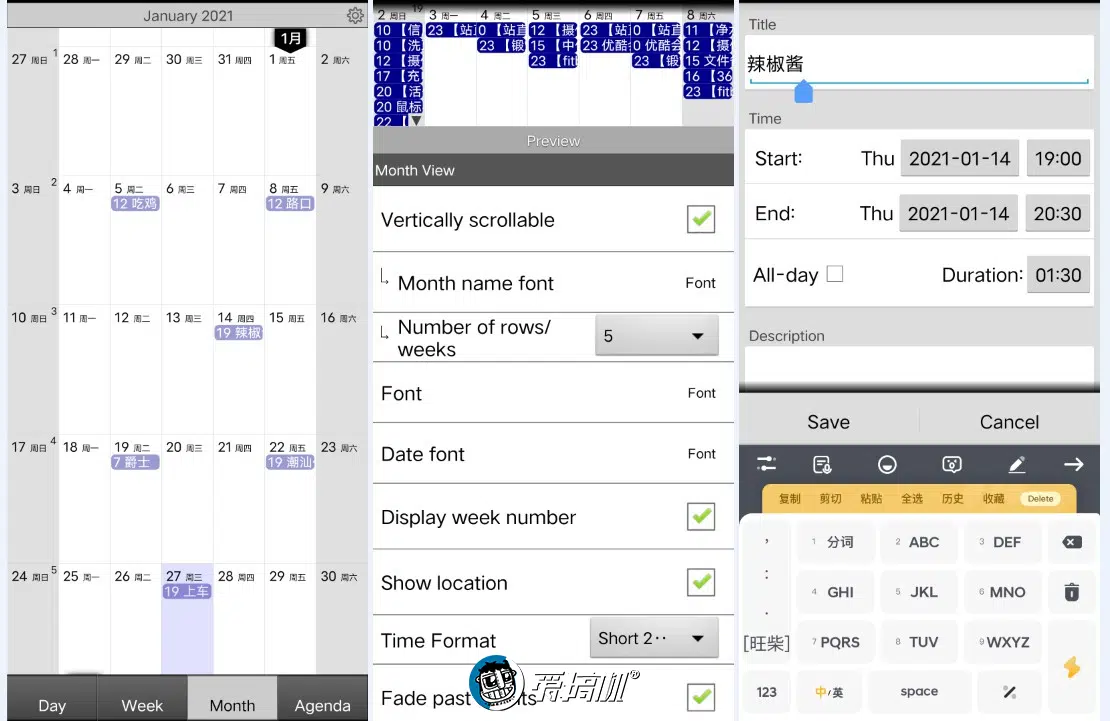 January 2021
1月
27 周日 1 28 周一 29 周二 30 周三 31 周四 1 周五 2 周六
3 周日 2 4 周一 5 周二 6 周三 7 周四 8 周五 9 周六
12 吃鸡 12 路口
10 周日 3 11 周一 12 周二 13 周三 14 周四 15 周五 16 周六
19 辣椒
17 周日 4 18 周一 19 周二 20 周三 21 周四 22 周五 23 周六
7 爵士 19 潮汕
24 周日 5 25 周一 26 周二 27 周三 28 周四 29 周五 30 周六
19 上车
Day Week Month Agenda
2 周日 19 3 周一 4 周二 5 周三 6 周四 7 周五 8 周六
10 【信 23 【站 0 【站直 12 【摄 23 【站 0 【站直 11 【净
10 【洗 23 【锻 15 【中 23 优酷 0 优酷会 12 【摄
12 【摄 23 【fit 23 【锻 15 文件
17 【充 16 【36
20 【活 23 【fit
20 鼠标
22 【
Preview
Month View
Vertically scrollable
Month name font Font
Number of rows/
weeks 5
Font Font
Date font Font
Display week number
Show location
Time Format Short 2··
Fade past
爱搞机®
Title
辣椒酱
Time
Start: Thu 2021-01-14 19:00
End: Thu 2021-01-14 20:30
All-day Duration: 01:30
Description
Save Cancel
复制 剪切 粘贴 全选 历史 收藏 Delete
, 1 分词 2 ABC 3 DEF
: 4 GHI 5 JKL 6 MNO
.
[旺柴] 7 PQRS 8 TUV 9 WXYZ
123 中/英 space